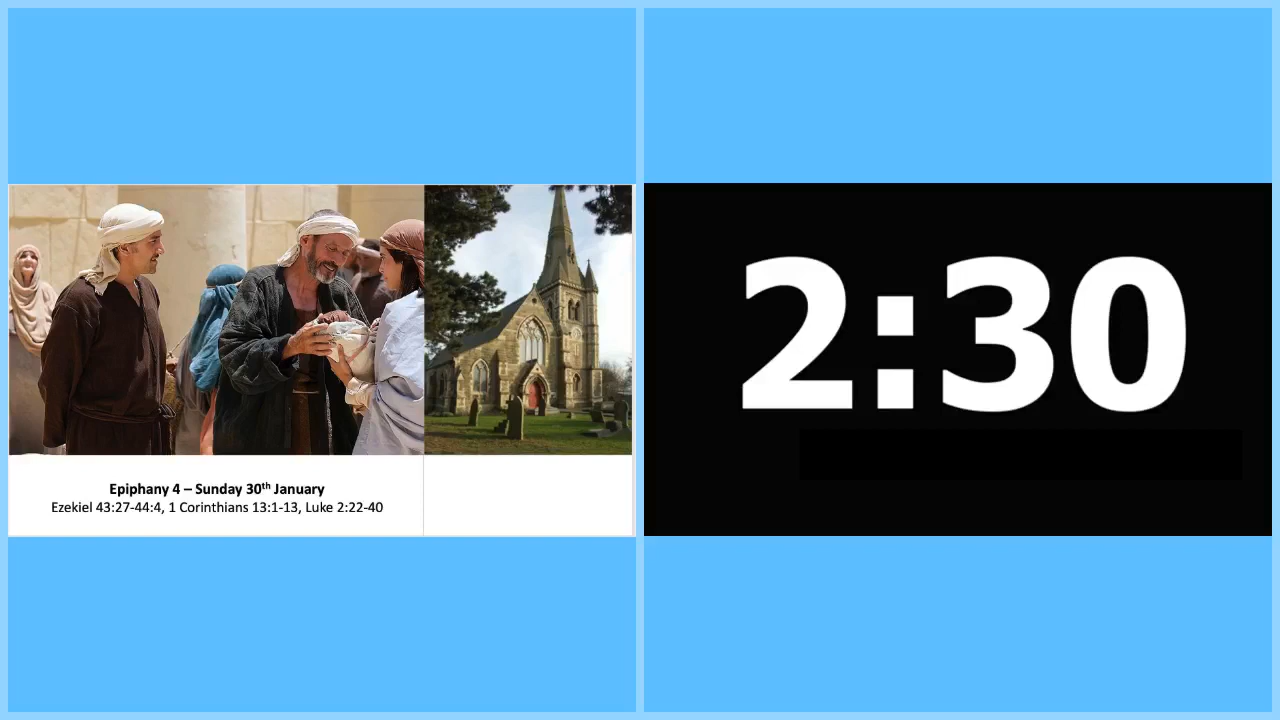 Epiphany 4 – Sunday 30th January
Ezekiel 43:27-44:4, 1 Corinthians 13:1-13, Luke 2:22-40
2:30